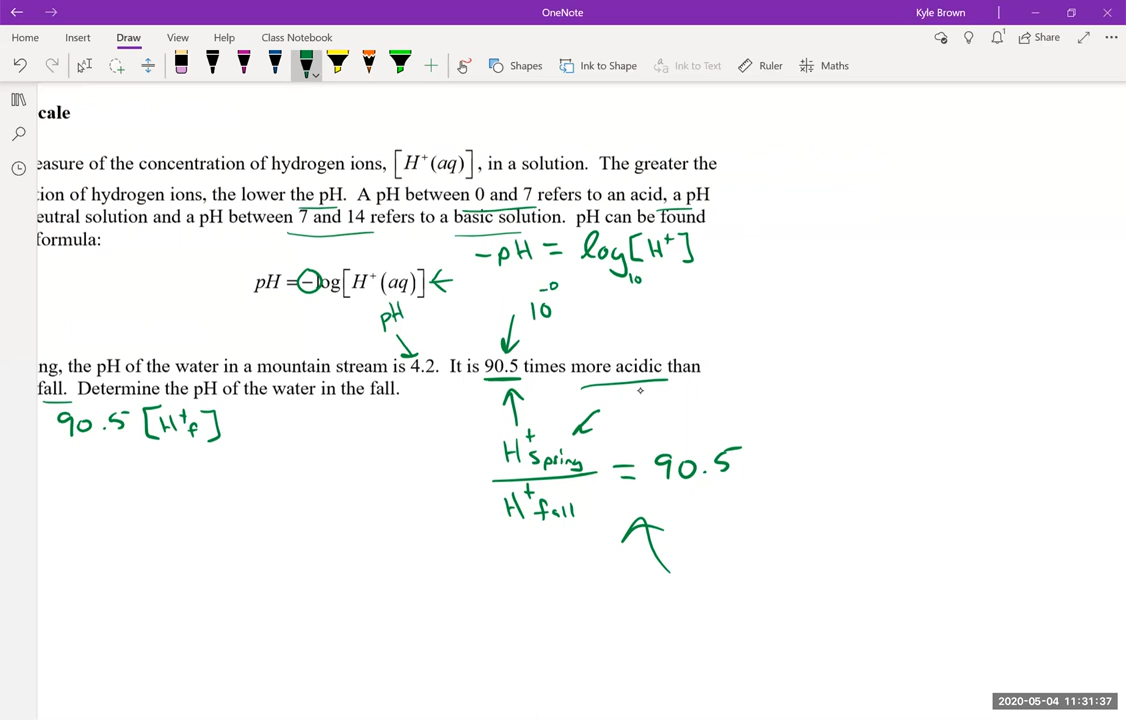 OneNote
Kyle Brown
Home Insert Draw View Help Class Notebook
1 Share
Shapes Ink to Shape Ink to Text Ruler Maths
cale
easure of the concentration of hydrogen ions, [H⁺(aq)], in a solution. The greater the
ion of hydrogen ions, the lower the pH. A pH between 0 and 7 refers to an acid, a pH
eutral solution and a pH between 7 and 14 refers to a basic solution. pH can be found
formula:
-pH = log₁₀[H⁺]
pH = -log[H⁺(aq)]
pH
ng, the pH of the water in a mountain stream is 4.2. It is 90.5 times more acidic than
fall. Determine the pH of the water in the fall.
90.5 [H⁺f]
H⁺spring
= 90.5
H⁺fall
2020-05-04 11:31:37